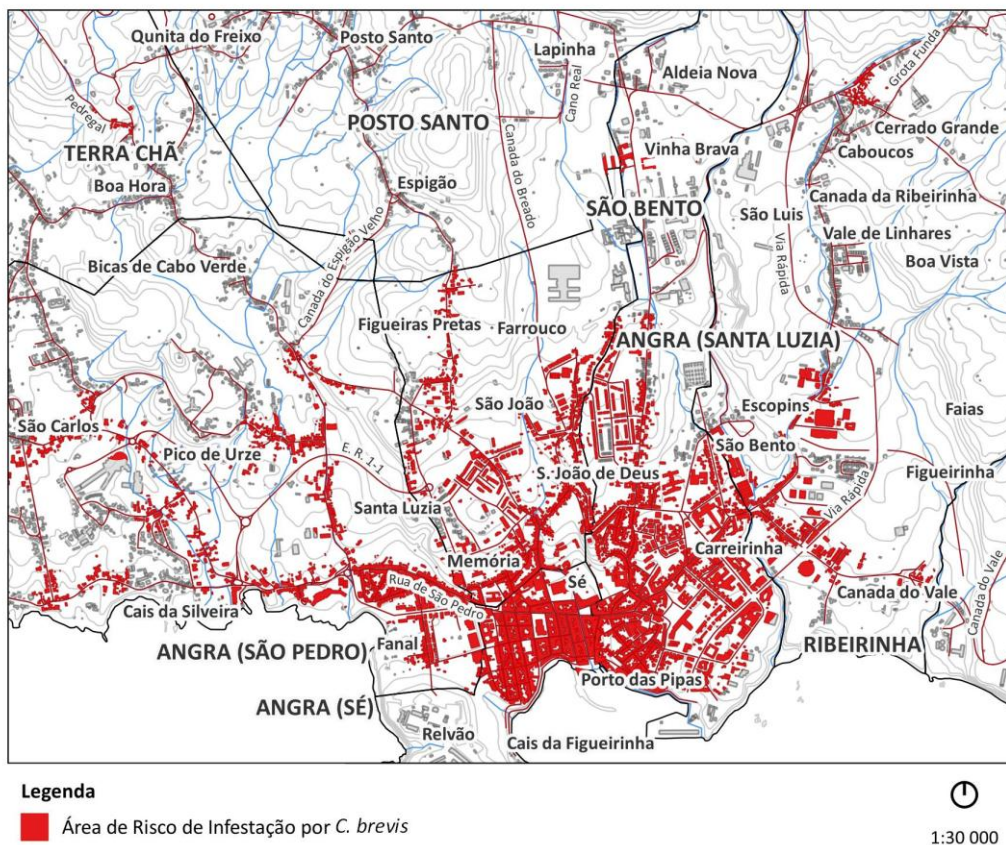 Qunita do Freixo
Posto Santo
Lapinha
Grota Funda
Aldeia Nova
Cano Real
Pedregal
POSTO SANTO
Cerrado Grande
TERRA CHÃ
Vinha Brava
Caboucos
Boa Hora
Espigão
Canada do Breado
SÃO BENTO
São Luis
Canada da Ribeirinha
Via Rápida
Vale de Linhares
Bicas de Cabo Verde
Canada do Espigão Velho
Boa Vista
Figueiras Pretas
Farrouco
ANGRA (SANTA LUZIA)
São João
Escopins
Faias
São Carlos
Pico de Urze
E. R. 1-1
São Bento
S. João de Deus
Figueirinha
Santa Luzia
Via Rápida
Carreirinha
Memória
Sé
Rua de São Pedro
Canada do Vale
Canada do Vale
Cais da Silveira
ANGRA (SÃO PEDRO)
Fanal
RIBEIRINHA
Porto das Pipas
ANGRA (SÉ)
Relvão
Cais da Figueirinha
Legenda
Área de Risco de Infestação por C. brevis
1:30 000